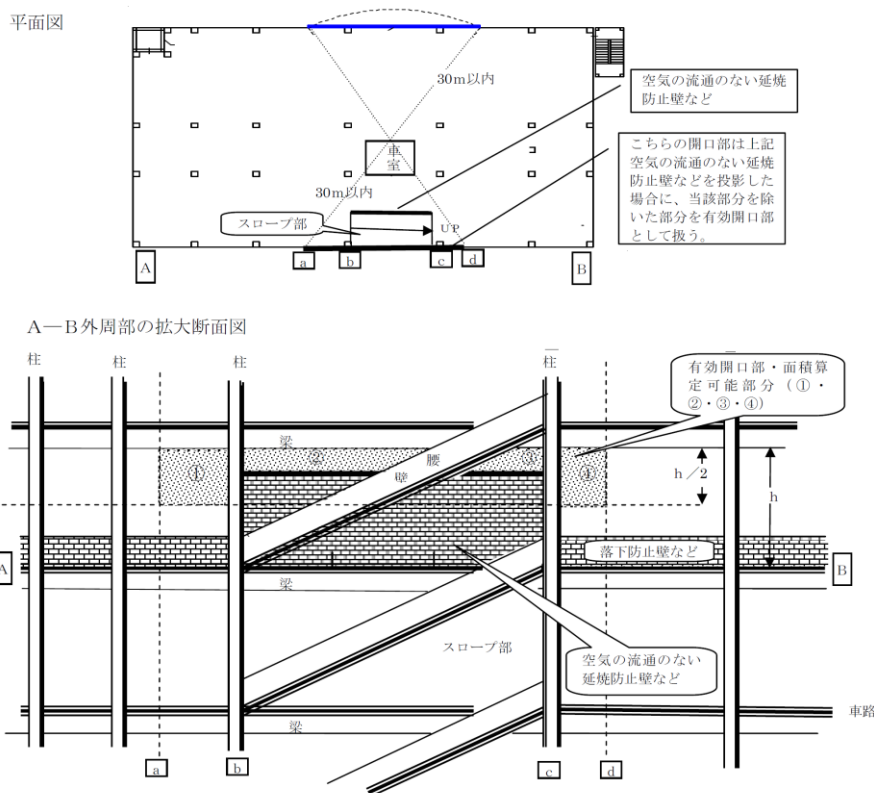 平面図
30m以内
空気の流通のない延焼
防止壁など
車
室
こちらの開口部は上記
空気の流通のない延焼
防止壁などを投影した
場合に、当該部分を除
いた部分を有効開口部
として扱う。
30m以内
スロープ部
UP
a
b
c
d
A
B
A―B外周部の拡大断面図
柱
柱
柱
柱
有効開口部・面積算
定可能部分(①・
②・③・④)
梁
①
②
腰
壁
④
h/2
h
落下防止壁など
A
B
梁
スロープ部
空気の流通のない
延焼防止壁など
車路
梁
a
b
c
d